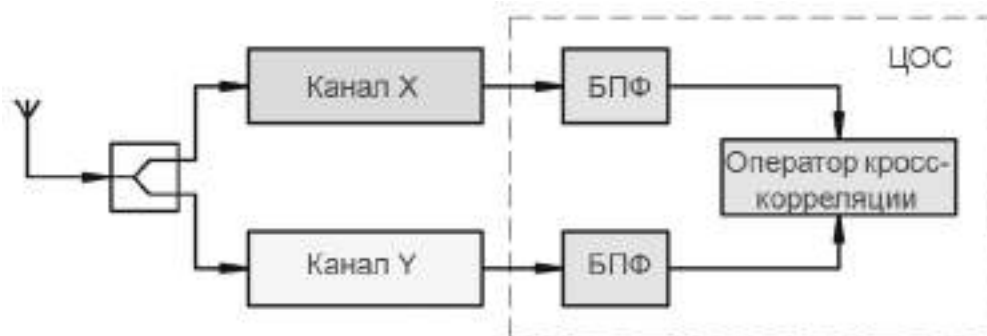 ЦОС
Канал X
БПФ
Оператор кросс-
корреляции
Канал Y
БПФ